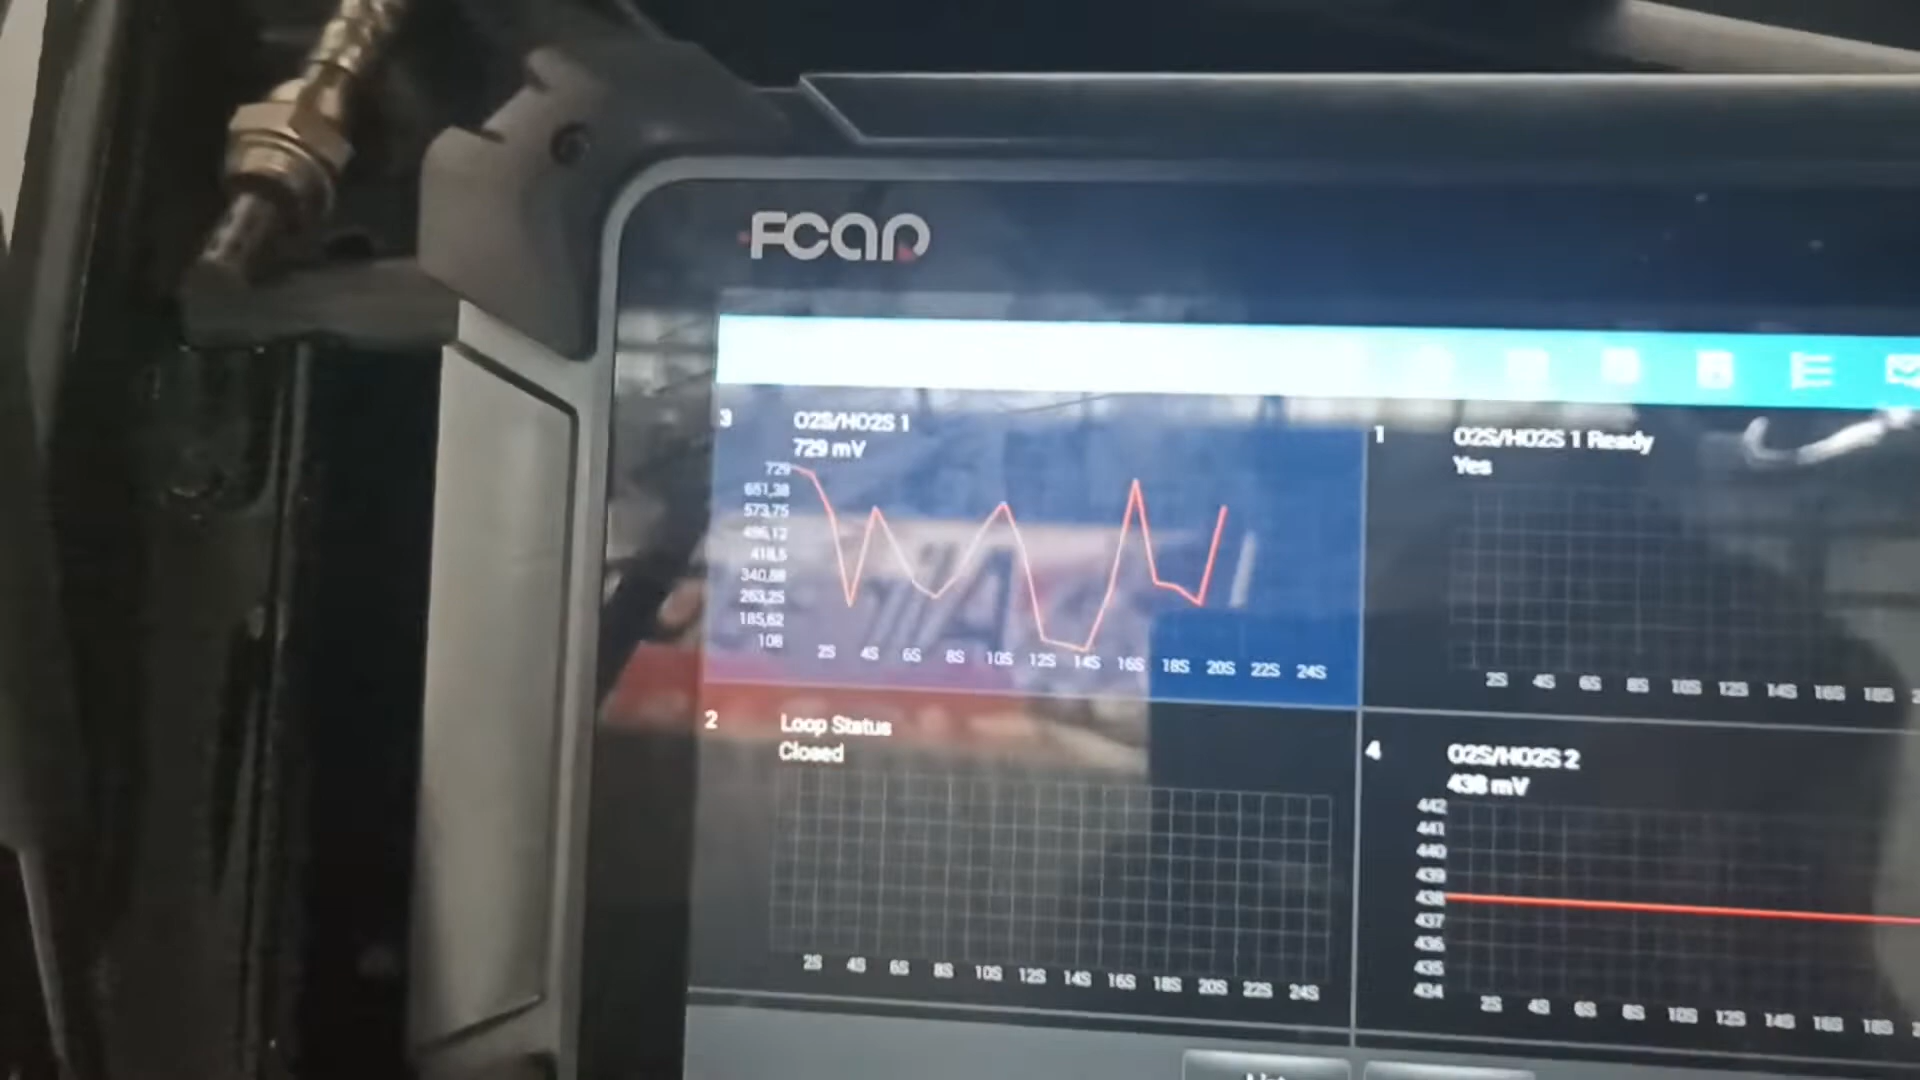 FCAR
3
O2S/HO2S 1
729 mV
729
651,38
573,75
496,12
418,5
340,88
263,25
185,62
108
2S 4S 6S 8S 10S 12S 14S 16S 18S 20S 22S 24S
1
O2S/HO2S 1 Ready
Yes
2S 4S 6S 8S 10S 12S 14S 16S 18S
2
Loop Status
Closed
2S 4S 6S 8S 10S 12S 14S 16S 18S 20S 22S 24S
4
O2S/HO2S 2
438 mV
442
441
440
439
438
437
436
435
434
2S 4S 6S 8S 10S 12S 14S 16S 18S